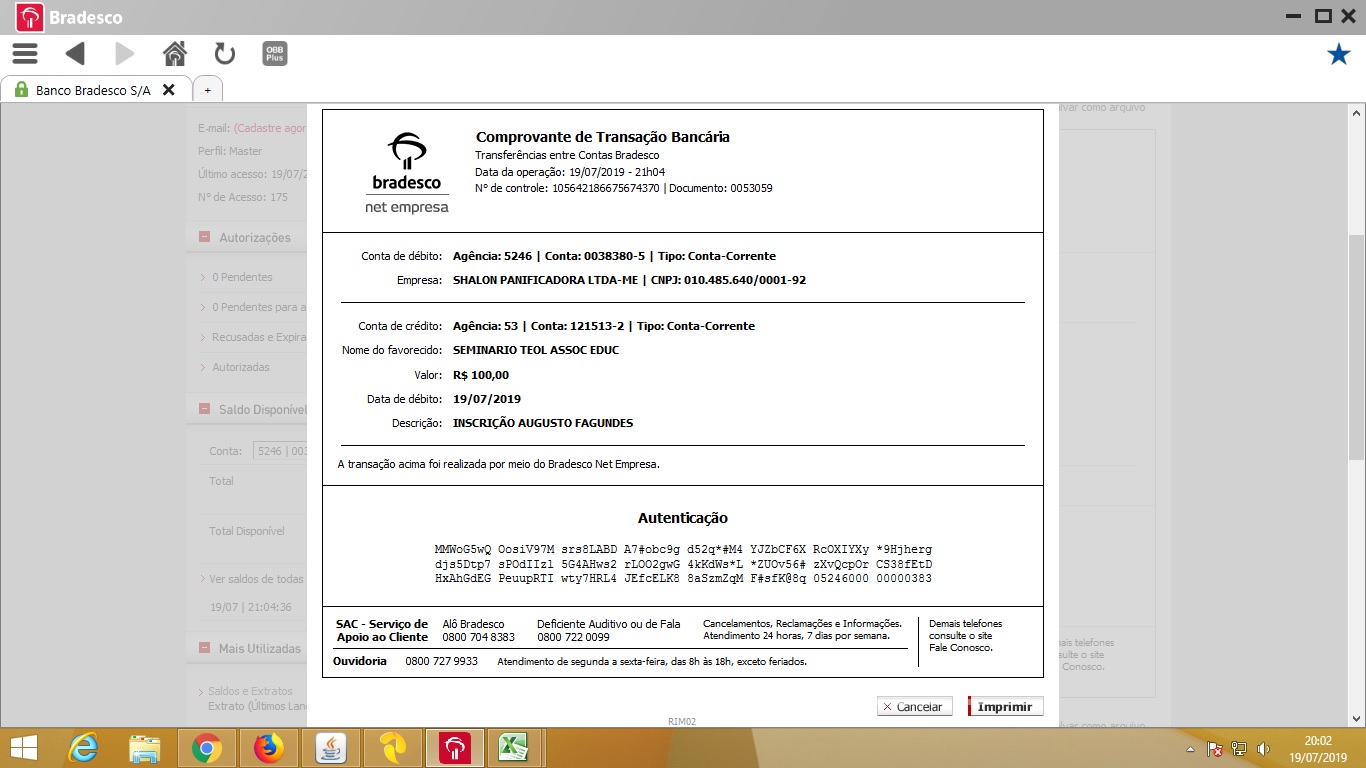 Bradesco
OBB Plus
Banco Bradesco S/A
+
lvar como arquivo
E-mail: (Cadastre agor
Perfil: Master
Último acesso: 19/07/2
Nº de Acesso: 175
Autorizações
0 Pendentes
0 Pendentes para a
Recusadas e Expira
Autorizadas
Saldo Disponível
Conta: 5246 | 003
Total
Total Disponível
Ver saldos de todas
19/07 | 21:04:36
Mais Utilizadas
Saldos e Extratos
Extrato (Últimos Lan
bradesco
net empresa
Comprovante de Transação Bancária
Transferências entre Contas Bradesco
Data da operação: 19/07/2019 - 21h04
Nº de controle: 105642186675674370 | Documento: 0053059
Conta de débito: Agência: 5246 | Conta: 0038380-5 | Tipo: Conta-Corrente
Empresa: SHALON PANIFICADORA LTDA-ME | CNPJ: 010.485.640/0001-92
Conta de crédito: Agência: 53 | Conta: 121513-2 | Tipo: Conta-Corrente
Nome do favorecido: SEMINARIO TEOL ASSOC EDUC
Valor: R$ 100,00
Data de débito: 19/07/2019
Descrição: INSCRIÇÃO AUGUSTO FAGUNDES
A transação acima foi realizada por meio do Bradesco Net Empresa.
Autenticação
MMWoG5wQ OosiV97M srs8LABD A7#obc9g d52q*#M4 YJZbCF6X RcOXIYXy *9Hjherg
djs5Dtp7 sPOdIIzl 5G4AHws2 rLOO2gwG 4kKdWs*L *ZUOv56# zXvQcpOr CS38fEtD
HxAhGdEG PeuupRTI wty7HRL4 JEfcELK8 8aSzmZqM F#sfK@8q 05246000 00000383
SAC - Serviço de Apoio ao Cliente
Alô Bradesco
0800 704 8383
Deficiente Auditivo ou de Fala
0800 722 0099
Cancelamentos, Reclamações e Informações.
Atendimento 24 horas, 7 dias por semana.
Demais telefones
consulte o site
Fale Conosco.
Ouvidoria 0800 727 9933 Atendimento de segunda a sexta-feira, das 8h às 18h, exceto feriados.
ais telefones
sulte o site
Conosco.
Cancelar
Imprimir
RIM02
lvar como arquivo
20:02
19/07/2019